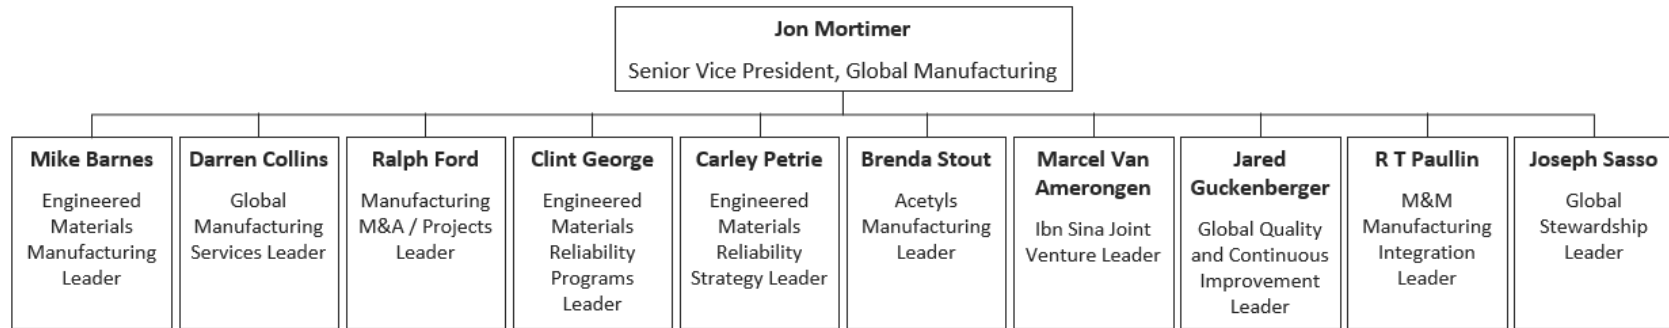 Jon Mortimer
Senior Vice President, Global Manufacturing
Mike Barnes
Engineered
Materials
Manufacturing
Leader
Darren Collins
Global
Manufacturing
Services Leader
Ralph Ford
Manufacturing
M&A / Projects
Leader
Clint George
Engineered
Materials
Reliability
Programs
Leader
Carley Petrie
Engineered
Materials
Reliability
Strategy Leader
Brenda Stout
Acetyls
Manufacturing
Leader
Marcel Van
Amerongen
Ibn Sina Joint
Venture Leader
Jared
Guckenberger
Global Quality
and Continuous
Improvement
Leader
R T Paullin
M&M
Manufacturing
Integration
Leader
Joseph Sasso
Global
Stewardship
Leader